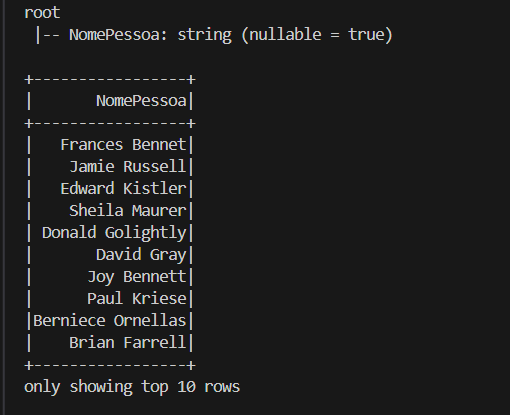 root
 |-- NomePessoa: string (nullable = true)

+-----------------+
|       NomePessoa|
+-----------------+
|   Frances Bennet|
|    Jamie Russell|
|   Edward Kistler|
|    Sheila Maurer|
| Donald Golightly|
|       David Gray|
|      Joy Bennett|
|      Paul Kriese|
|Berniece Ornellas|
|    Brian Farrell|
+-----------------+
only showing top 10 rows